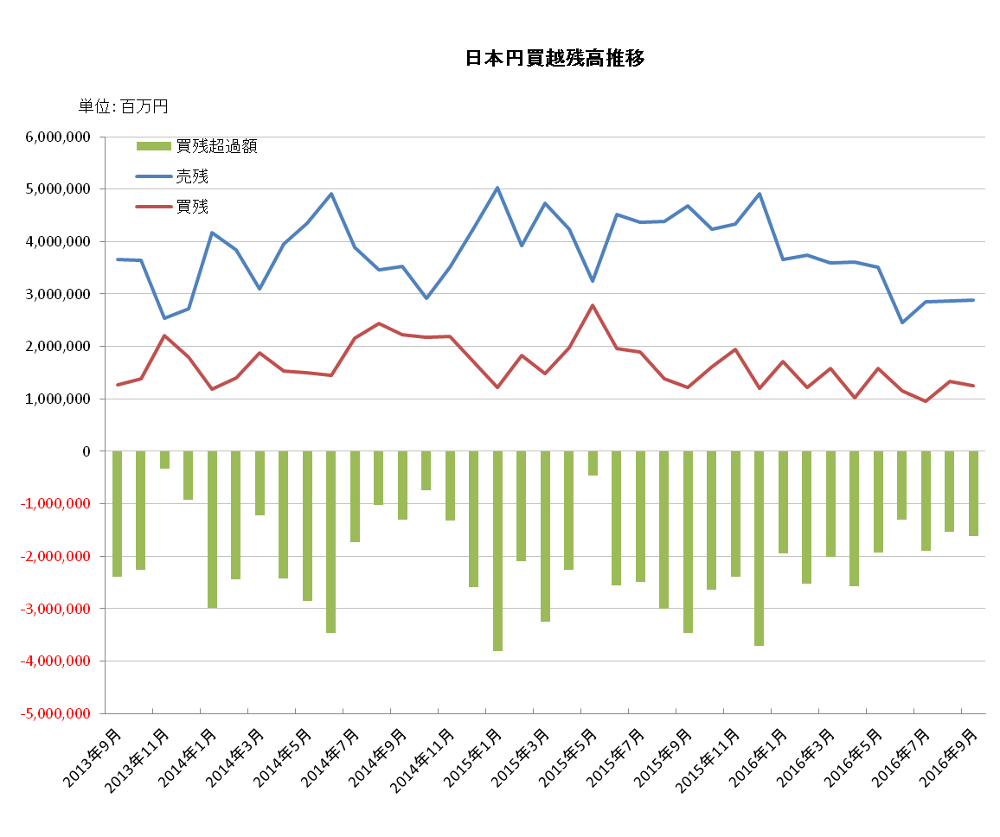 日本円買越残高推移
単位：百万円
6,000,000
5,000,000
4,000,000
3,000,000
2,000,000
1,000,000
0
-1,000,000
-2,000,000
-3,000,000
-4,000,000
-5,000,000
買残超過額
売残
買残
2013年9月
2013年11月
2014年1月
2014年3月
2014年5月
2014年7月
2014年9月
2014年11月
2015年1月
2015年3月
2015年5月
2015年7月
2015年9月
2015年11月
2016年1月
2016年3月
2016年5月
2016年7月
2016年9月